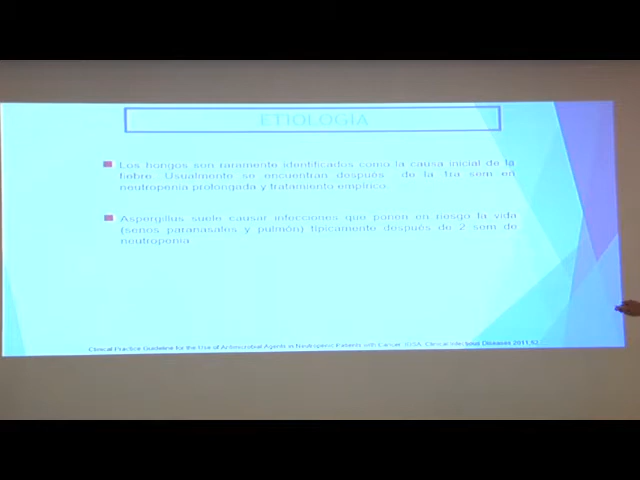 ETIOLOGÍA
Los hongos son raramente identificados como la causa inicial de la
fiebre. Usualmente se encuentran después de la 1ra sem en
neutropenia prolongada y tratamiento empírico.
Aspergillus suele causar infecciones que ponen en riesgo la vida
(senos paranasales y pulmón) típicamente después de 2 sem de
neutropenia
Clinical Practice Guideline for the Use of Antimicrobial Agents in Neutropenic Patients with Cancer. IDSA. Clinical Infectious Diseases 2011;52